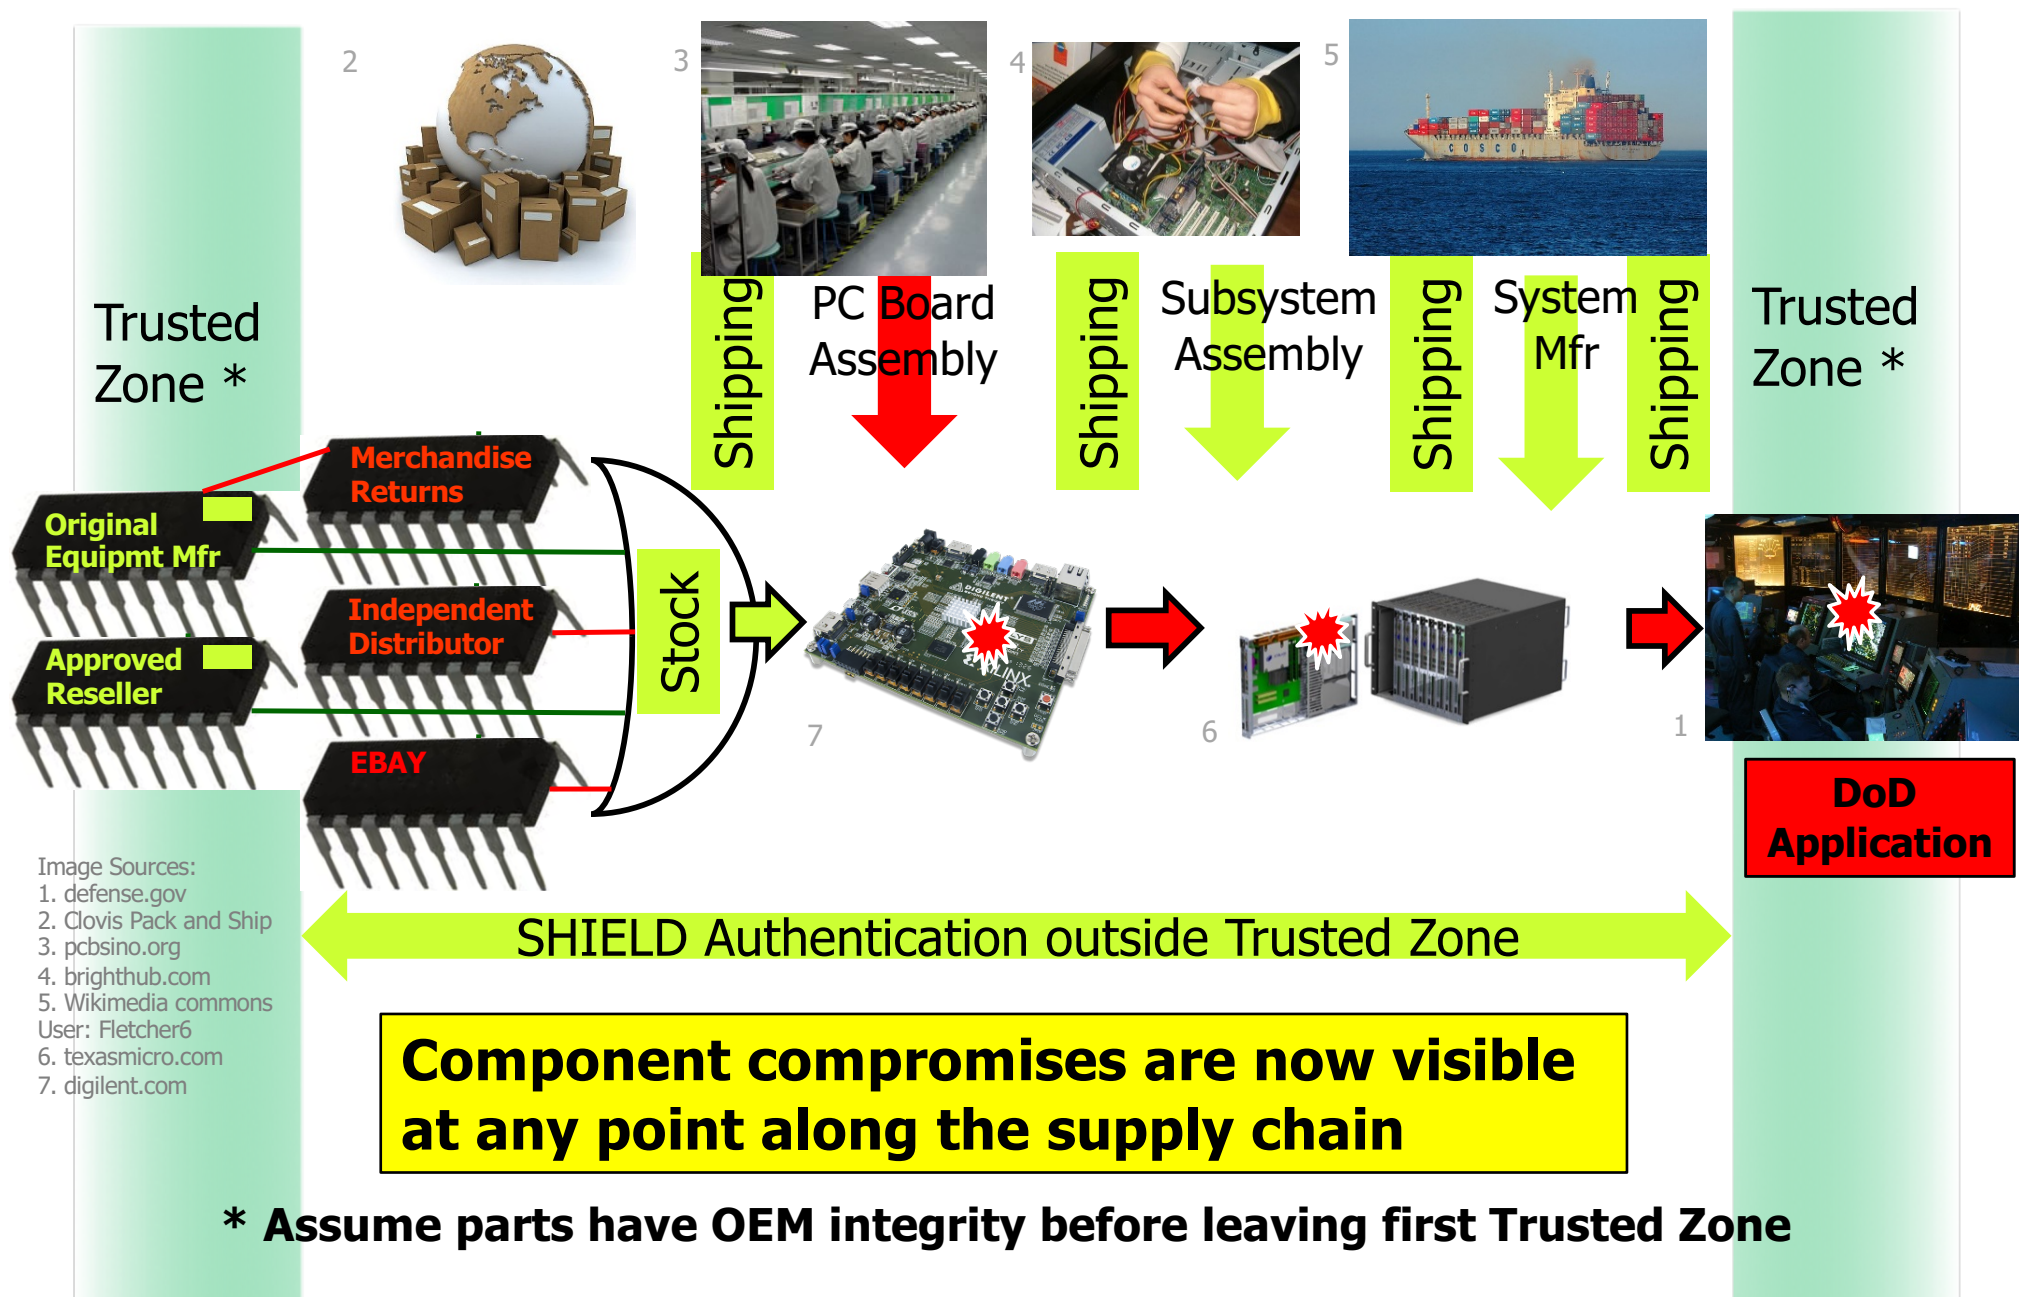 2
3
4
5
Trusted
Zone *
Shipping
PC Board
Assembly
Shipping
Subsystem
Assembly
Shipping
System
Mfr
Shipping
Trusted
Zone *
COSCO
Merchandise
Returns
Original
Equipmt Mfr
Independent
Distributor
Approved
Reseller
EBAY
Stock
DIGILENT
7
6
1
DoD
Application
Image Sources:
1. defense.gov
2. Clovis Pack and Ship
3. pcbsino.org
4. brighthub.com
5. Wikimedia commons
User: Fletcher6
6. texasmicro.com
7. digilent.com
SHIELD Authentication outside Trusted Zone
Component compromises are now visible
at any point along the supply chain
* Assume parts have OEM integrity before leaving first Trusted Zone